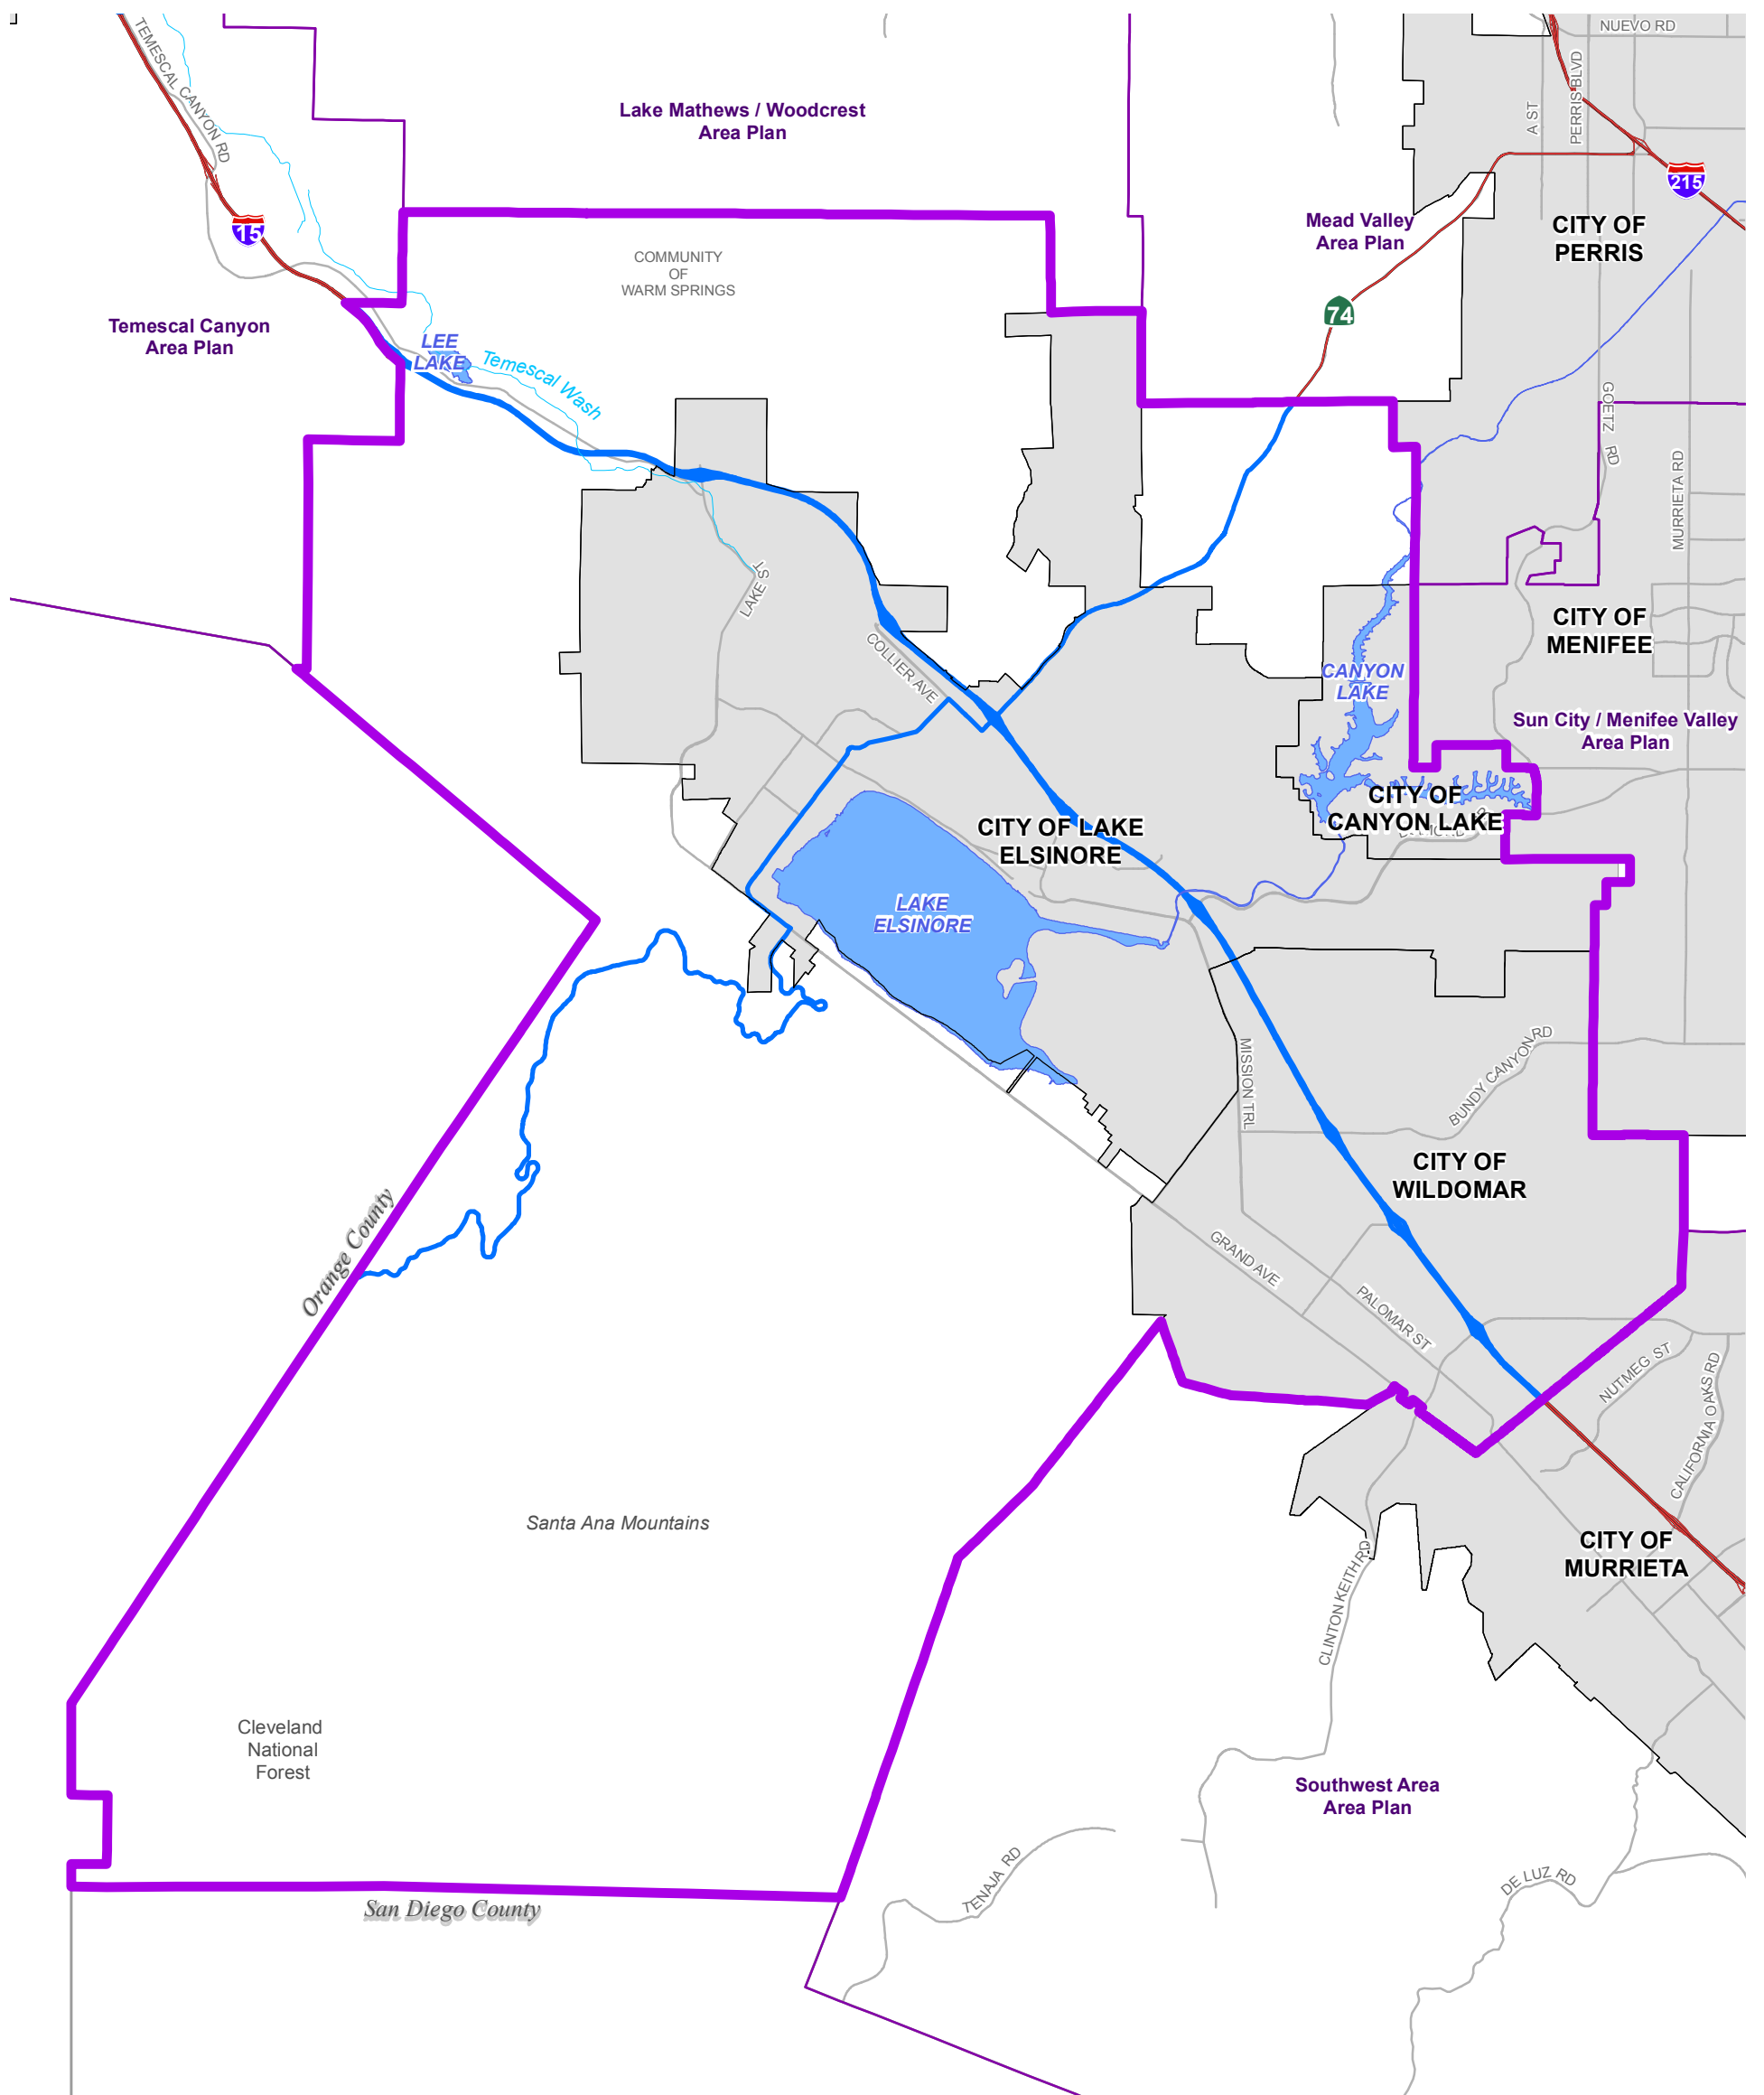 NUEVO RD
TEMESCAL CANYON RD
A ST
PERRIS BLVD
Lake Mathews / Woodcrest
Area Plan
215
15
Mead Valley
Area Plan
CITY OF
PERRIS
COMMUNITY
OF
WARM SPRINGS
74
Temescal Canyon
Area Plan
LEE
LAKE
Temescal Wash
GOETZ RD
MURRIETA RD
LAKE ST
COLLIER AVE
CITY OF
MENIFEE
CANYON
LAKE
Sun City / Menifee Valley
Area Plan
CITY OF
CANYON LAKE
CITY OF LAKE
ELSINORE
LAKE
ELSINORE
MISSION TRL
BUNDY CANYON RD
CITY OF
WILDOMAR
Orange County
GRAND AVE
PALOMAR ST
NUTMEG ST
CALIFORNIA OAKS RD
Santa Ana Mountains
CITY OF
MURRIETA
CLINTON KEITH RD
Cleveland
National
Forest
Southwest Area
Area Plan
TENAJA RD
DE LUZ RD
San Diego County